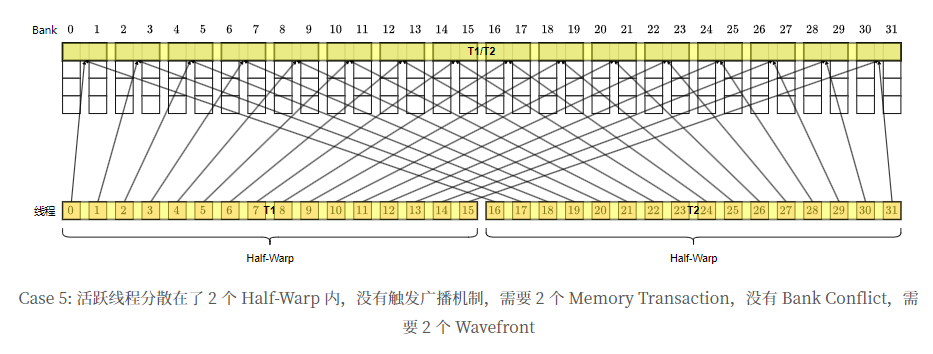 Bank 0 1 2 3 4 5 6 7 8 9 10 11 12 13 14 15 16 17 18 19 20 21 22 23 24 25 26 27 28 29 30 31
T1/T2
线程 0 1 2 3 4 5 6 7 T1 8 9 10 11 12 13 14 15 16 17 18 19 20 21 22 23 T2 24 25 26 27 28 29 30 31
Half-Warp Half-Warp
Case 5: 活跃线程分散在了 2 个 Half-Warp 内，没有触发广播机制，需要 2 个 Memory Transaction，没有 Bank Conflict，需
要 2 个 Wavefront